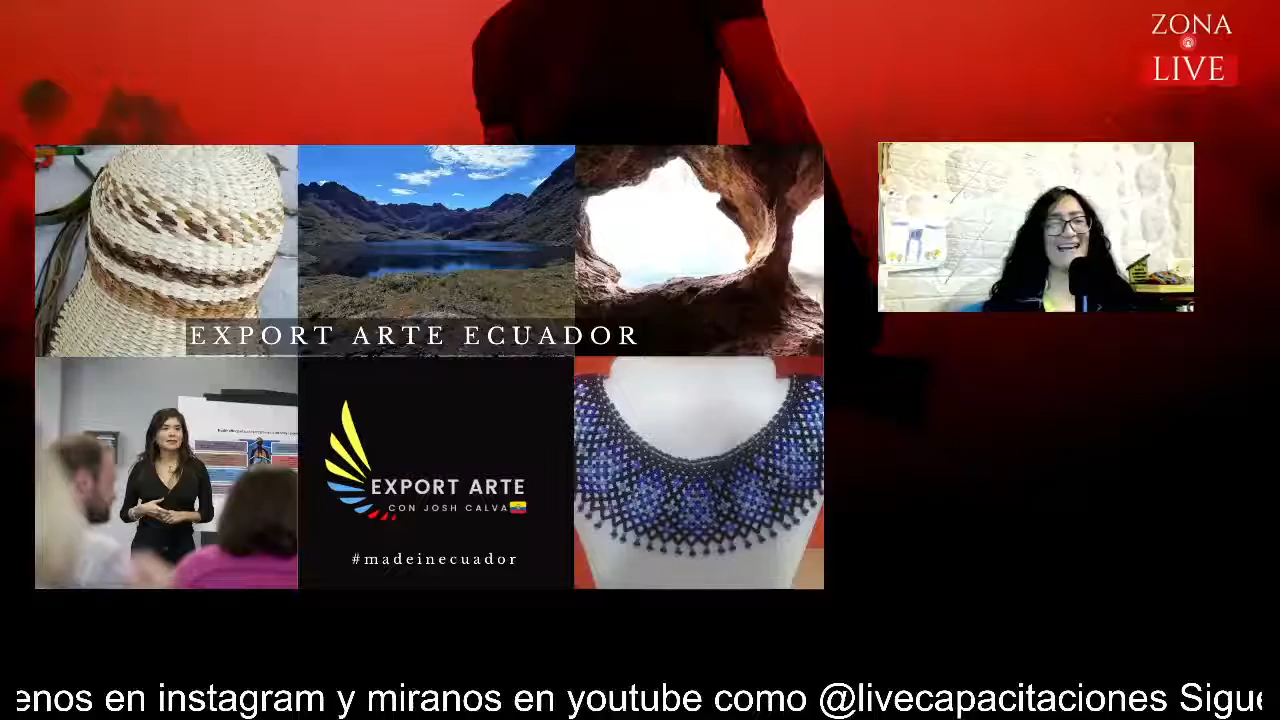 ZONA
LIVE
EXPORT ARTE ECUADOR
EXPORT ARTE
CON JOSH CALVA
#madeinecuador
enos en instagram y miranos en youtube como @livecapacitaciones Sigue